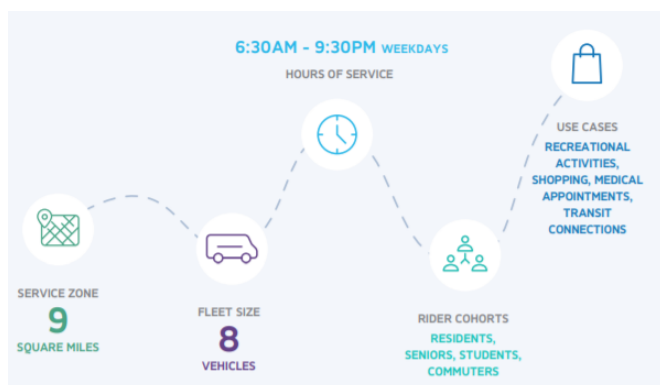 6:30AM - 9:30PM WEEKDAYS
HOURS OF SERVICE
USE CASES
RECREATIONAL
ACTIVITIES,
SHOPPING, MEDICAL
APPOINTMENTS,
TRANSIT
CONNECTIONS
SERVICE ZONE
9
SQUARE MILES
FLEET SIZE
8
VEHICLES
RIDER COHORTS
RESIDENTS,
SENIORS, STUDENTS,
COMMUTERS